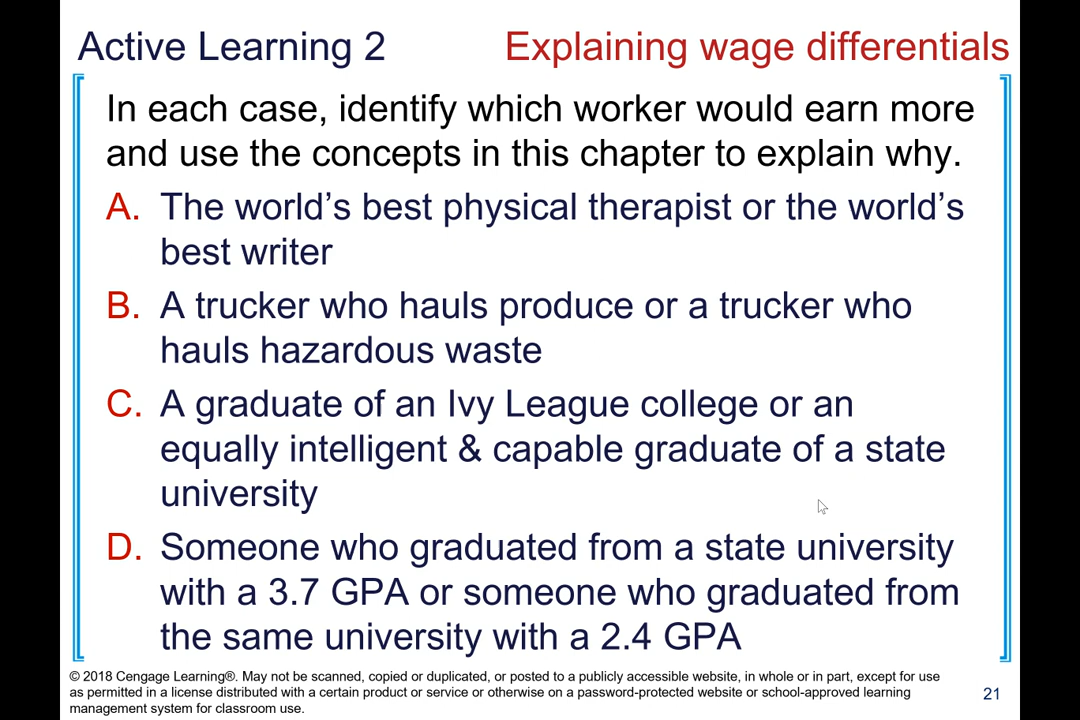 Active Learning 2 Explaining wage differentials
In each case, identify which worker would earn more
and use the concepts in this chapter to explain why.
A. The world’s best physical therapist or the world’s
best writer
B. A trucker who hauls produce or a trucker who
hauls hazardous waste
C. A graduate of an Ivy League college or an
equally intelligent & capable graduate of a state
university
D. Someone who graduated from a state university
with a 3.7 GPA or someone who graduated from
the same university with a 2.4 GPA
© 2018 Cengage Learning®. May not be scanned, copied or duplicated, or posted to a publicly accessible website, in whole or in part, except for use
as permitted in a license distributed with a certain product or service or otherwise on a password-protected website or school-approved learning
management system for classroom use.
21